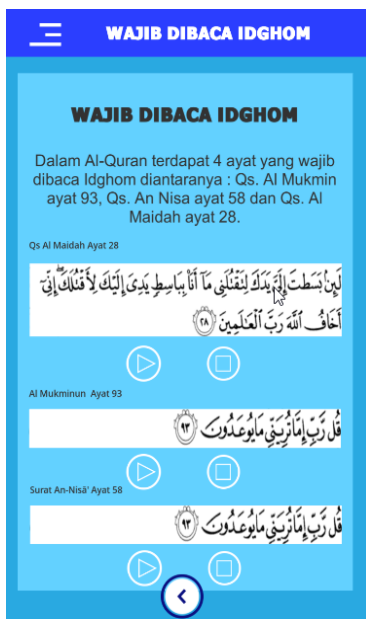 WAJIB DIBACA IDGHOM
WAJIB DIBACA IDGHOM
Dalam Al-Quran terdapat 4 ayat yang wajib
dibaca Idghom diantaranya : Qs. Al Mukmin
ayat 93, Qs. An Nisa ayat 58 dan Qs. Al
Maidah ayat 28.
Qs Al Maidah Ayat 28
لَئِنۢ بَسَطتَ إِلَىَّ يَدَكَ لِتَقْتُلَنِى مَآ أَنَا۠ بِبَاسِطٍ يَدِىَ إِلَيْكَ لِأَقْتُلَكَ ۖ إِنِّىٓ
أَخَافُ ٱللَّهَ رَبَّ ٱلْعَـٰلَمِينَ ٢٨
Al Mukminun Ayat 93
قُل رَّبِّ إِمَّا تُرِيَنِّى مَا يُوعَدُونَ ٩٣
Surat An-Nisā' Ayat 58
قُل رَّبِّ إِمَّا تُرِيَنِّى مَا يُوعَدُونَ ٩٣